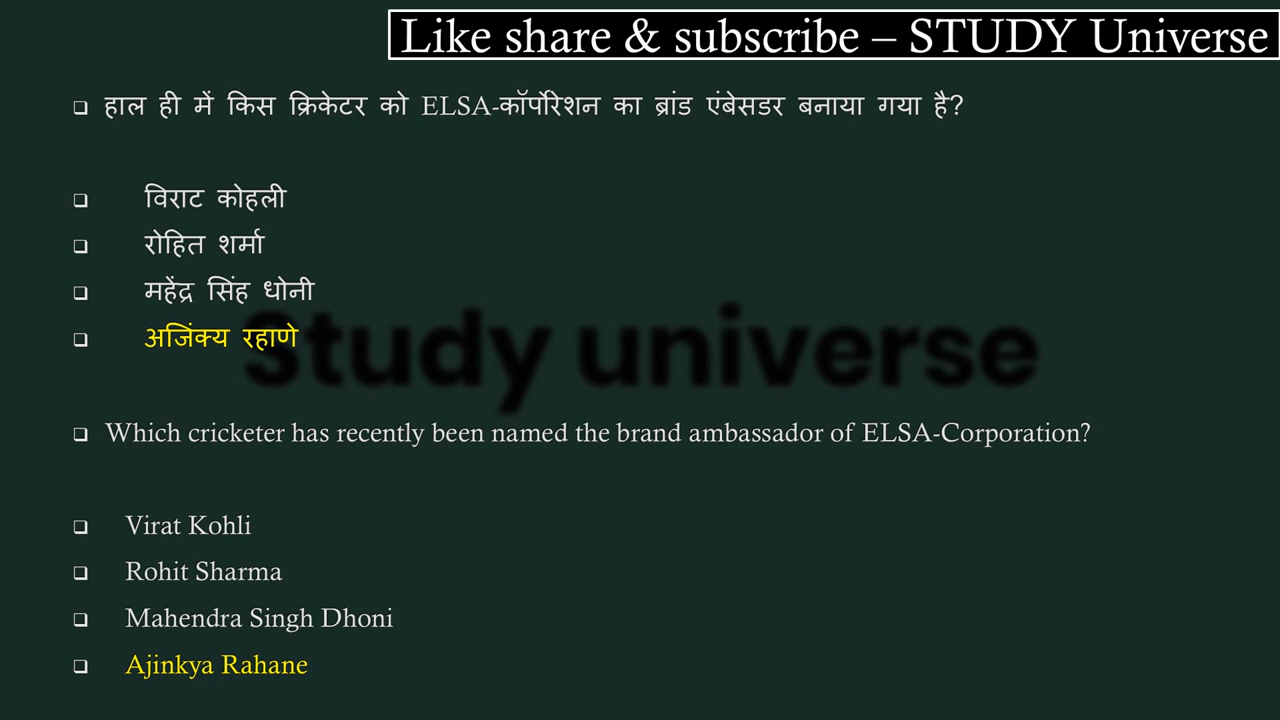 Like share & subscribe – STUDY Universe
हाल ही में किस क्रिकेटर को ELSA-कॉर्पोरेशन का ब्रांड एंबेसडर बनाया गया है?
विराट कोहली
रोहित शर्मा
महेंद्र सिंह धोनी
अजिंक्य रहाणे
Study universe
Which cricketer has recently been named the brand ambassador of ELSA-Corporation?
Virat Kohli
Rohit Sharma
Mahendra Singh Dhoni
Ajinkya Rahane